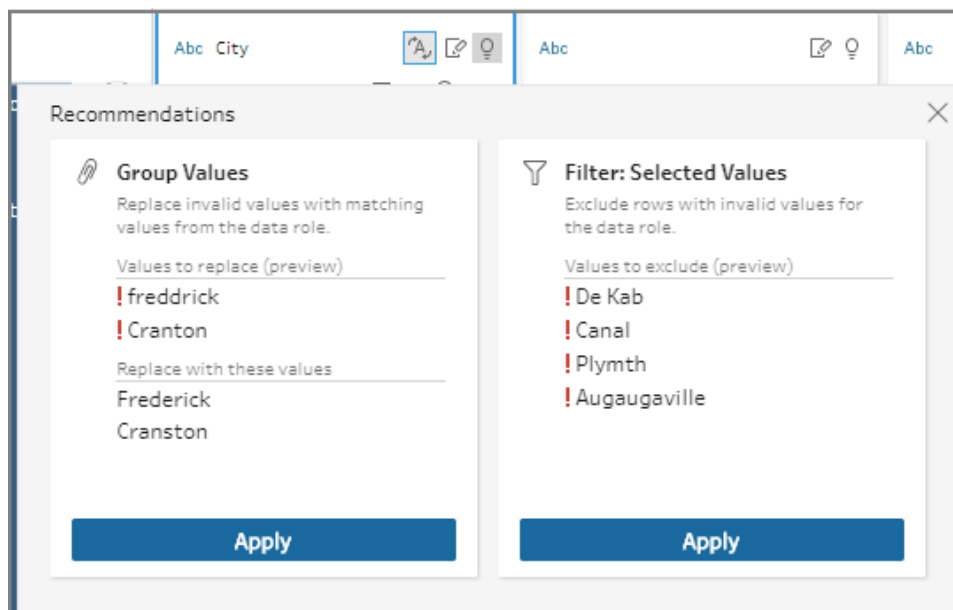 Abc City
Abc
Abc
Recommendations
Group Values
Replace invalid values with matching
values from the data role.
Values to replace (preview)
! freddrick
! Cranton
Replace with these values
Frederick
Cranston
Apply
Filter: Selected Values
Exclude rows with invalid values for
the data role.
Values to exclude (preview)
! De Kab
! Canal
! Plymth
! Augaugaville
Apply